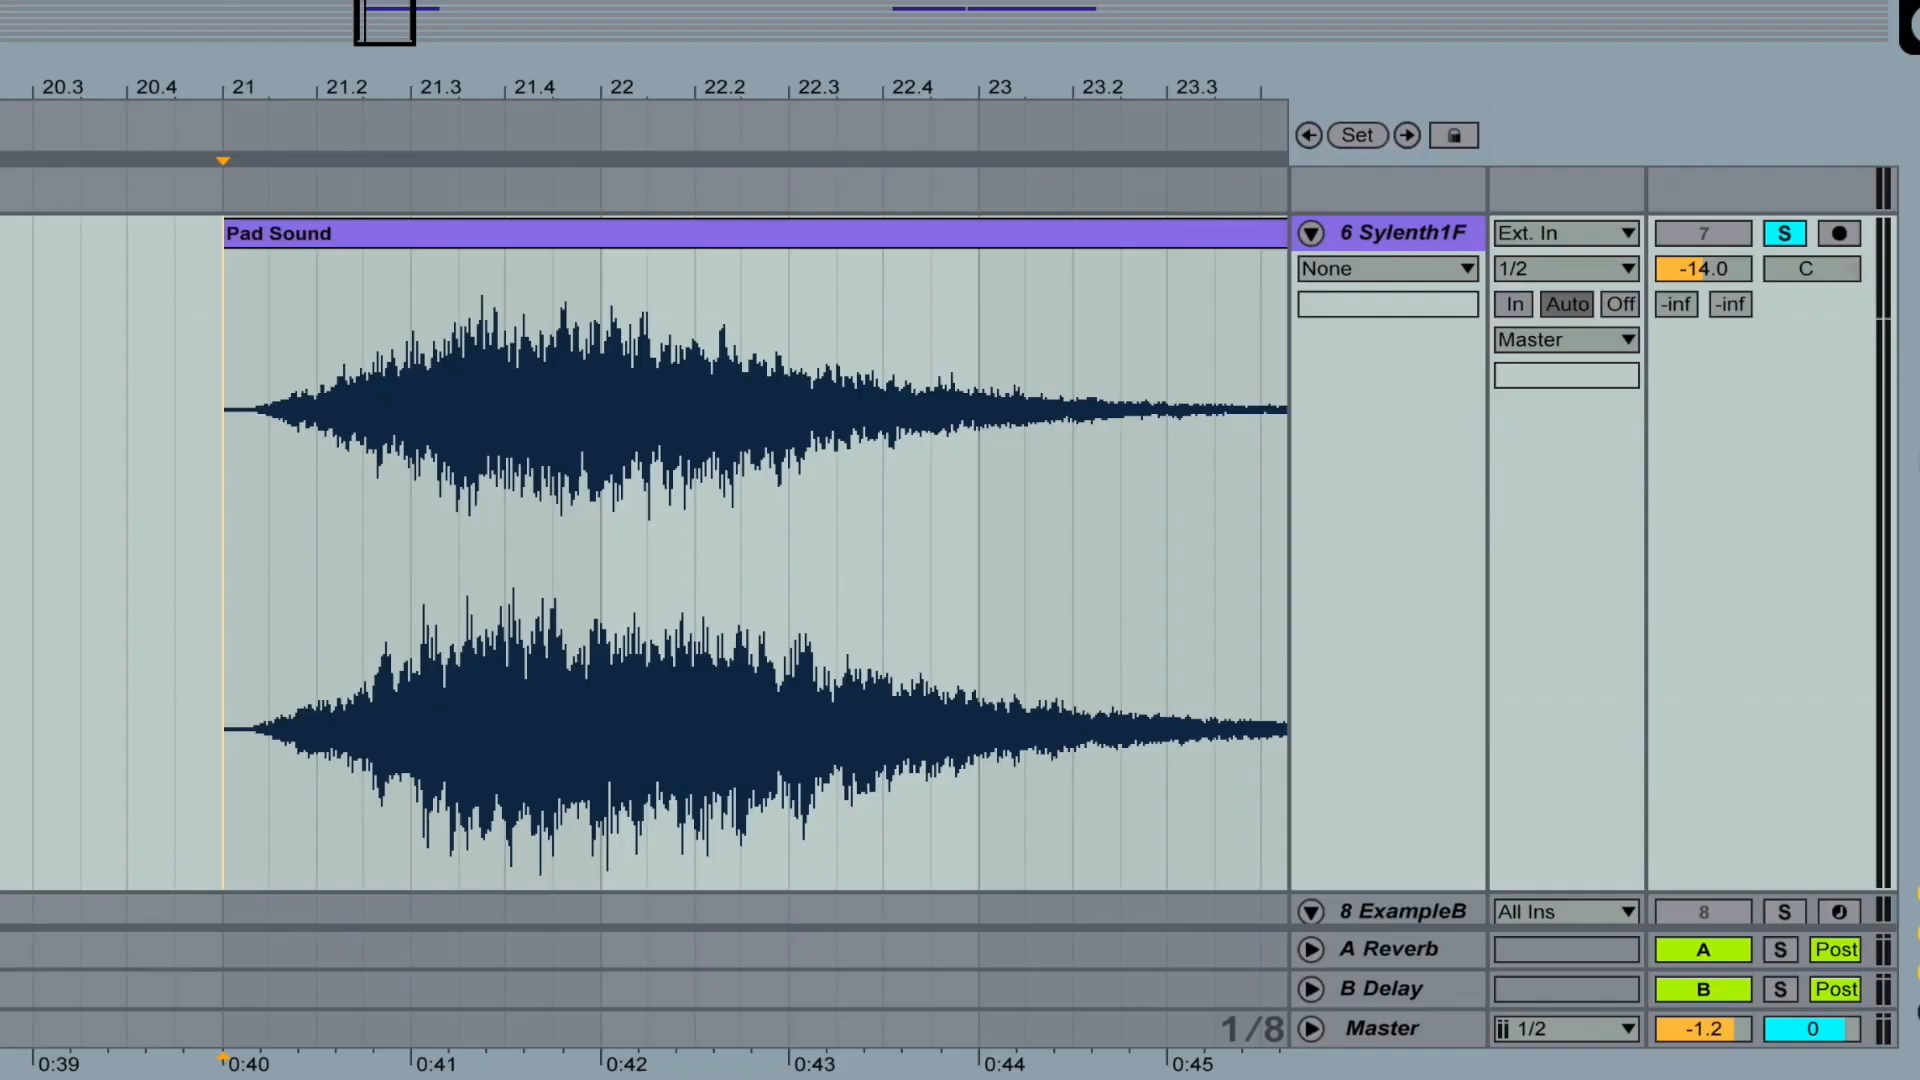 20.3 20.4 21 21.2 21.3 21.4 22 22.2 22.3 22.4 23 23.2 23.3
Set
Pad Sound 6 Sylenth1F Ext. In 7 S
None 1/2 -14.0 C
In Auto Off -inf -inf
Master
8 ExampleB All Ins 8 S
A Reverb A S Post
B Delay B S Post
1/8 Master 1/2 -1.2 0
0:39 0:40 0:41 0:42 0:43 0:44 0:45